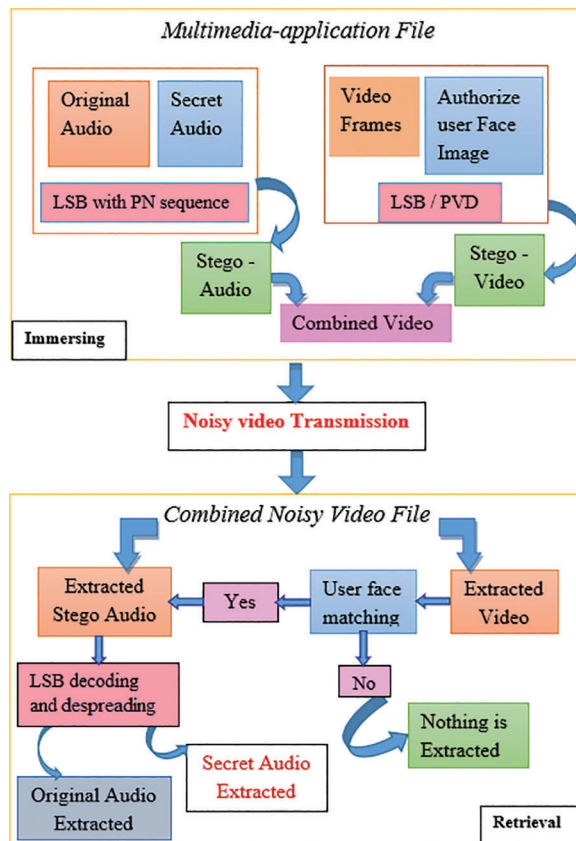 Multimedia-application File
Original
Audio
Secret
Audio
LSB with PN sequence
Video
Frames
Authorize
user Face
Image
LSB / PVD
Stego -
Audio
Stego -
Video
Combined Video
Immersing
Noisy video Transmission
Combined Noisy Video File
Extracted
Stego Audio
Yes
User face
matching
Extracted
Video
LSB decoding
and despreading
No
Nothing is
Extracted
Secret Audio
Extracted
Original Audio
Extracted
Retrieval